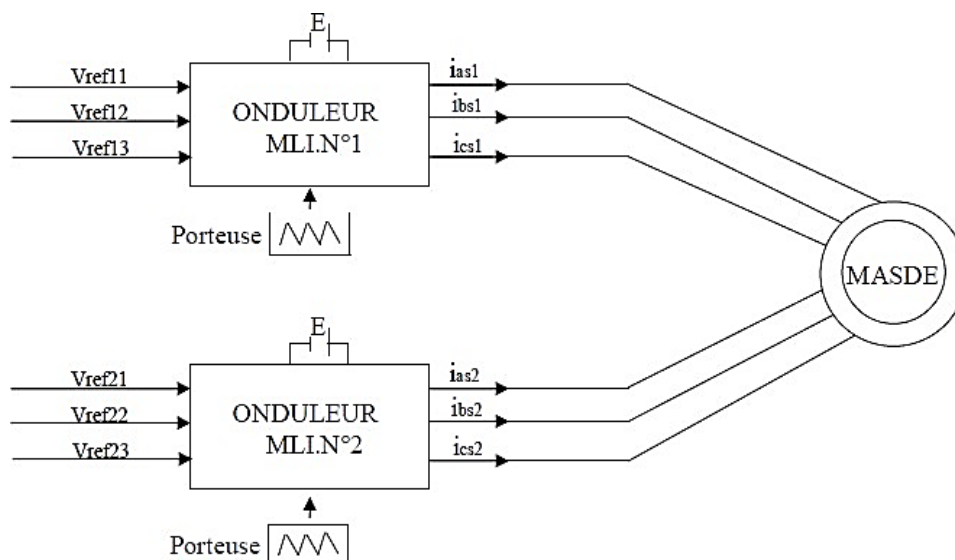 E
Vref11
ias1
Vref12
ONDULEUR
MLI.N°1
ibs1
Vref13
ics1
Porteuse
MASDE
E
Vref21
ias2
Vref22
ONDULEUR
MLI.N°2
ibs2
Vref23
ics2
Porteuse